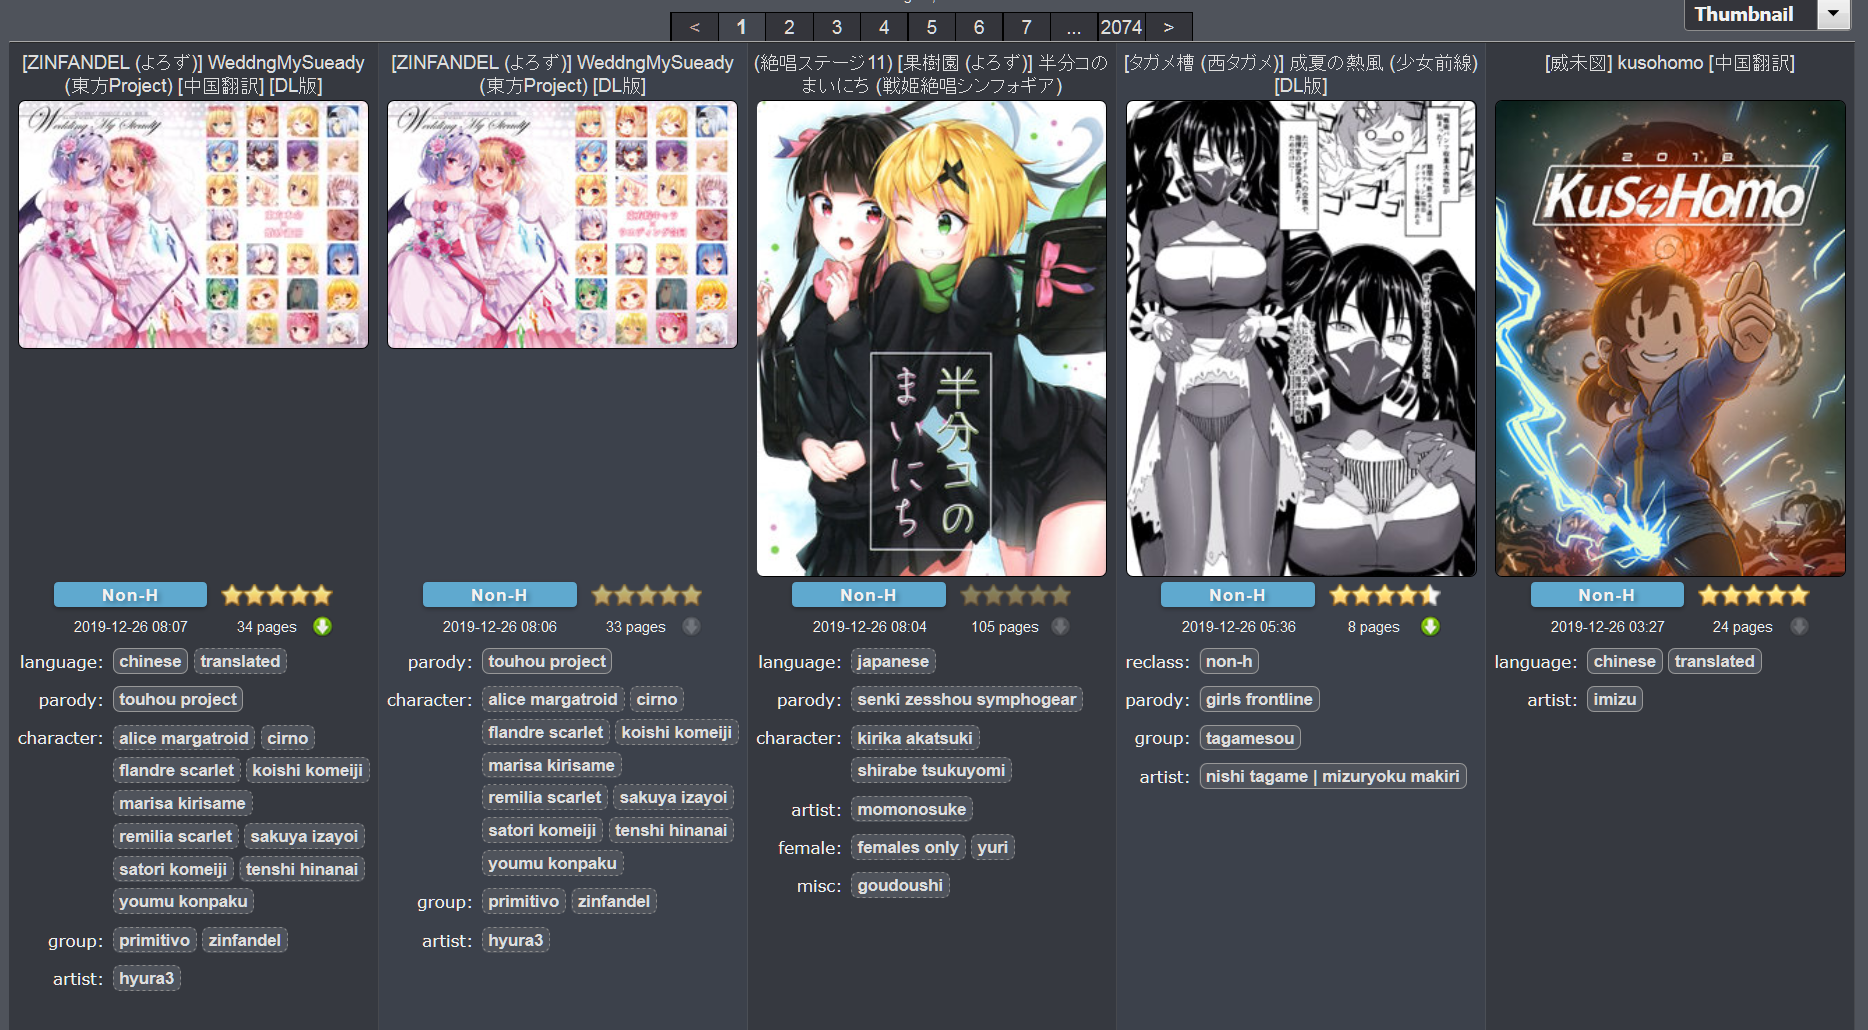 < 1 2 3 4 5 6 7 ... 2074 >
Thumbnail
[ZINFANDEL (よろず)] WeddngMySueady
(東方Project) [中国翻訳] [DL版]
Wedding My Steady
Non-H
2019-12-26 08:07 34 pages
language: chinese translated
parody: touhou project
character: alice margatroid cirno
flandre scarlet koishi komeiji
marisa kirisame
remilia scarlet sakuya izayoi
satori komeiji tenshi hinanai
youmu konpaku
group: primitivo zinfandel
artist: hyura3
[ZINFANDEL (よろず)] WeddngMySueady
(東方Project) [DL版]
Wedding My Steady
Non-H
2019-12-26 08:06 33 pages
parody: touhou project
character: alice margatroid cirno
flandre scarlet koishi komeiji
marisa kirisame
remilia scarlet sakuya izayoi
satori komeiji tenshi hinanai
youmu konpaku
group: primitivo zinfandel
artist: hyura3
(絶唱ステージ11) [果樹園 (よろず)] 半分コの
まいにち (戦姫絶唱シンフォギア)
半分コの
まいにち
Non-H
2019-12-26 08:04 105 pages
language: japanese
parody: senki zesshou symphogear
character: kirika akatsuki
shirabe tsukuyomi
artist: momonosuke
female: females only yuri
misc: goudoushi
[タガメ槽 (西タガメ)] 成夏の熱風 (少女前線)
[DL版]
Non-H
2019-12-26 05:36 8 pages
reclass: non-h
parody: girls frontline
group: tagamesou
artist: nishi tagame | mizuryoku makiri
[威未図] kusohomo [中国翻訳]
2018
KuSoHomo
Non-H
2019-12-26 03:27 24 pages
language: chinese translated
artist: imizu